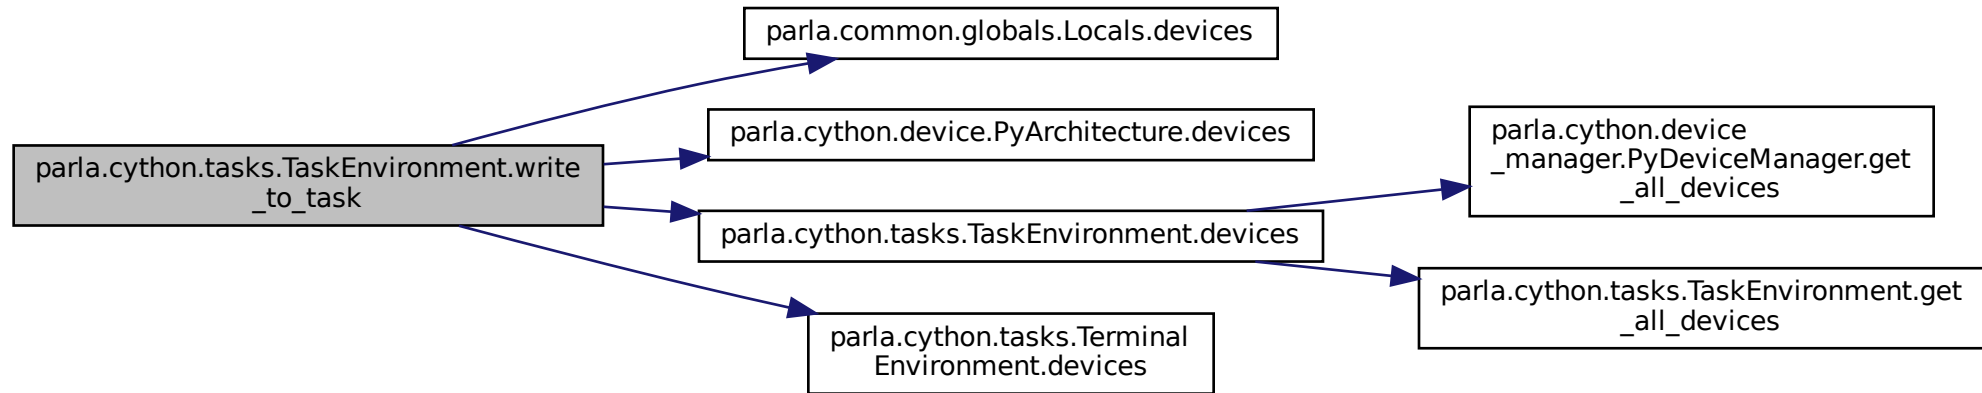 parla.common.globals.Locals.devices
parla.cython.device.PyArchitecture.devices
parla.cython.tasks.TaskEnvironment.write
_to_task
parla.cython.tasks.TaskEnvironment.devices
parla.cython.tasks.Terminal
Environment.devices
parla.cython.device
_manager.PyDeviceManager.get
_all_devices
parla.cython.tasks.TaskEnvironment.get
_all_devices